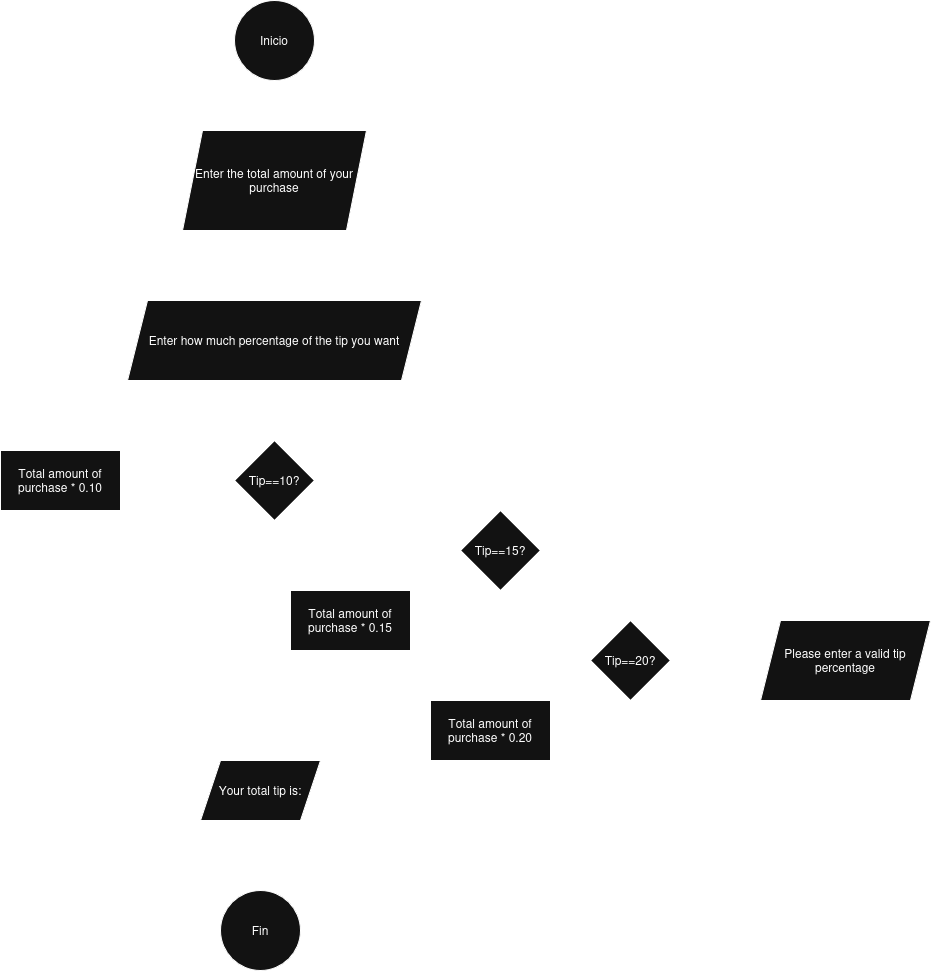 Inicio
Enter the total amount of your
purchase
Enter how much percentage of the tip you want
Total amount of
purchase * 0.10
Tip==10?
Tip==15?
Total amount of
purchase * 0.15
Tip==20?
Please enter a valid tip
percentage
Total amount of
purchase * 0.20
Your total tip is:
Fin